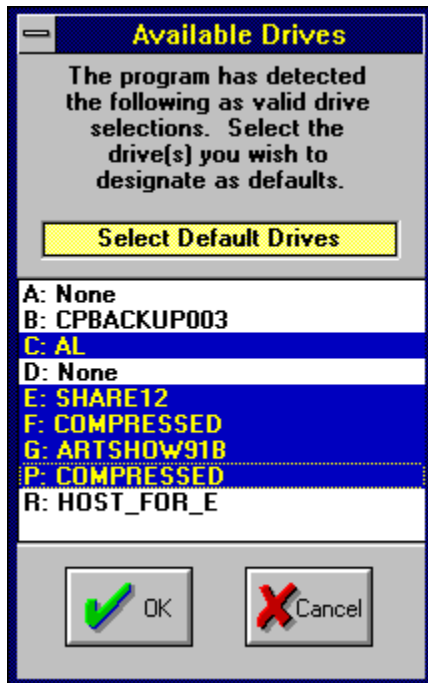 Available Drives
The program has detected
the following as valid drive
selections.  Select the
drive(s) you wish to
designate as defaults.
Select Default Drives
A: None
B: CPBACKUP003
C: AL
D: None
E: SHARE12
F: COMPRESSED
G: ARTSHOW91B
P: COMPRESSED
R: HOST_FOR_E
OK Cancel